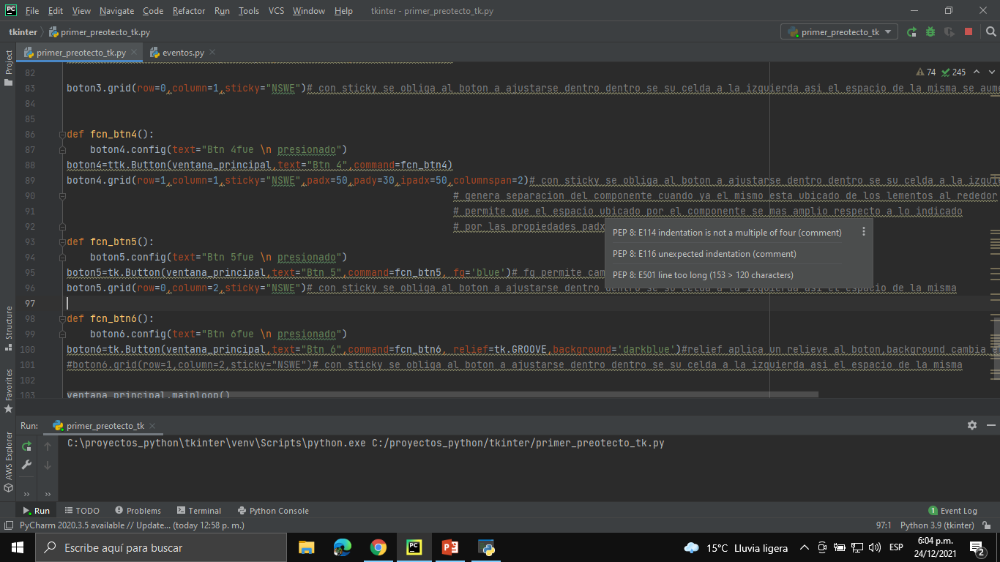 File Edit View Navigate Code Refactor Run Tools VCS Window Help tkinter - primer_preotecto_tk.py
tkinter primer_preotecto_tk.py primer_preotecto_tk
primer_preotecto_tk.py eventos.py
Project
Structure
Favorites
AWS Explorer
74 245
82
83 boton3.grid(row=0,column=1,sticky="NSWE")# con sticky se obliga al boton a ajustarse dentro dentro se su celda a la izquierda asi el espacio de la misma se aume
84
85
86 def fcn_btn4():
87 boton4.config(text="Btn 4fue \n presionado")
88 boton4=ttk.Button(ventana_principal,text="Btn 4",command=fcn_btn4)
89 boton4.grid(row=1,column=1,sticky="NSWE",padx=50,pady=30,ipadx=50,columnspan=2)# con sticky se obliga al boton a ajustarse dentro dentro se su celda a la izqui
90 # genera separacion del componente cuando ya el mismo esta ubicado de los lementos al rededor
91 # permite que el espacio ubicado por el componente se mas amplio respecto a lo indicado
92 # por las propiedades padx
93 def fcn_btn5():
94 boton5.config(text="Btn 5fue \n presionado")
95 boton5=tk.Button(ventana_principal,text="Btn 5",command=fcn_btn5, fg='blue')# fg permite cam
96 boton5.grid(row=0,column=2,sticky="NSWE")# con sticky se obliga al boton a ajustarse dentro dentro se su celda a la izquierda asi el espacio de la misma
97
98 def fcn_btn6():
99 boton6.config(text="Btn 6fue \n presionado")
100 boton6=tk.Button(ventana_principal,text="Btn 6",command=fcn_btn6, relief=tk.GROOVE,background='darkblue')#relief aplica un relieve al boton,background cambia e
101 #boton6.grid(row=1,column=2,sticky="NSWE")# con sticky se obliga al boton a ajustarse dentro dentro se su celda a la izquierda asi el espacio de la misma
102
103 ventana_principal.mainloop()
PEP 8: E114 indentation is not a multiple of four (comment)
PEP 8: E116 unexpected indentation (comment)
PEP 8: E501 line too long (153 > 120 characters)
Run: primer_preotecto_tk
C:\proyectos_python\tkinter\venv\Scripts\python.exe C:/proyectos_python/tkinter/primer_preotecto_tk.py
Run TODO Problems Terminal Python Console 1 Event Log
PyCharm 2020.3.5 available // Update... (today 12:58 p. m.) 97:1 Python 3.9 (tkinter)
Escribe aquí para buscar 15°C Lluvia ligera ESP 6:04 p.m.
24/12/2021 2